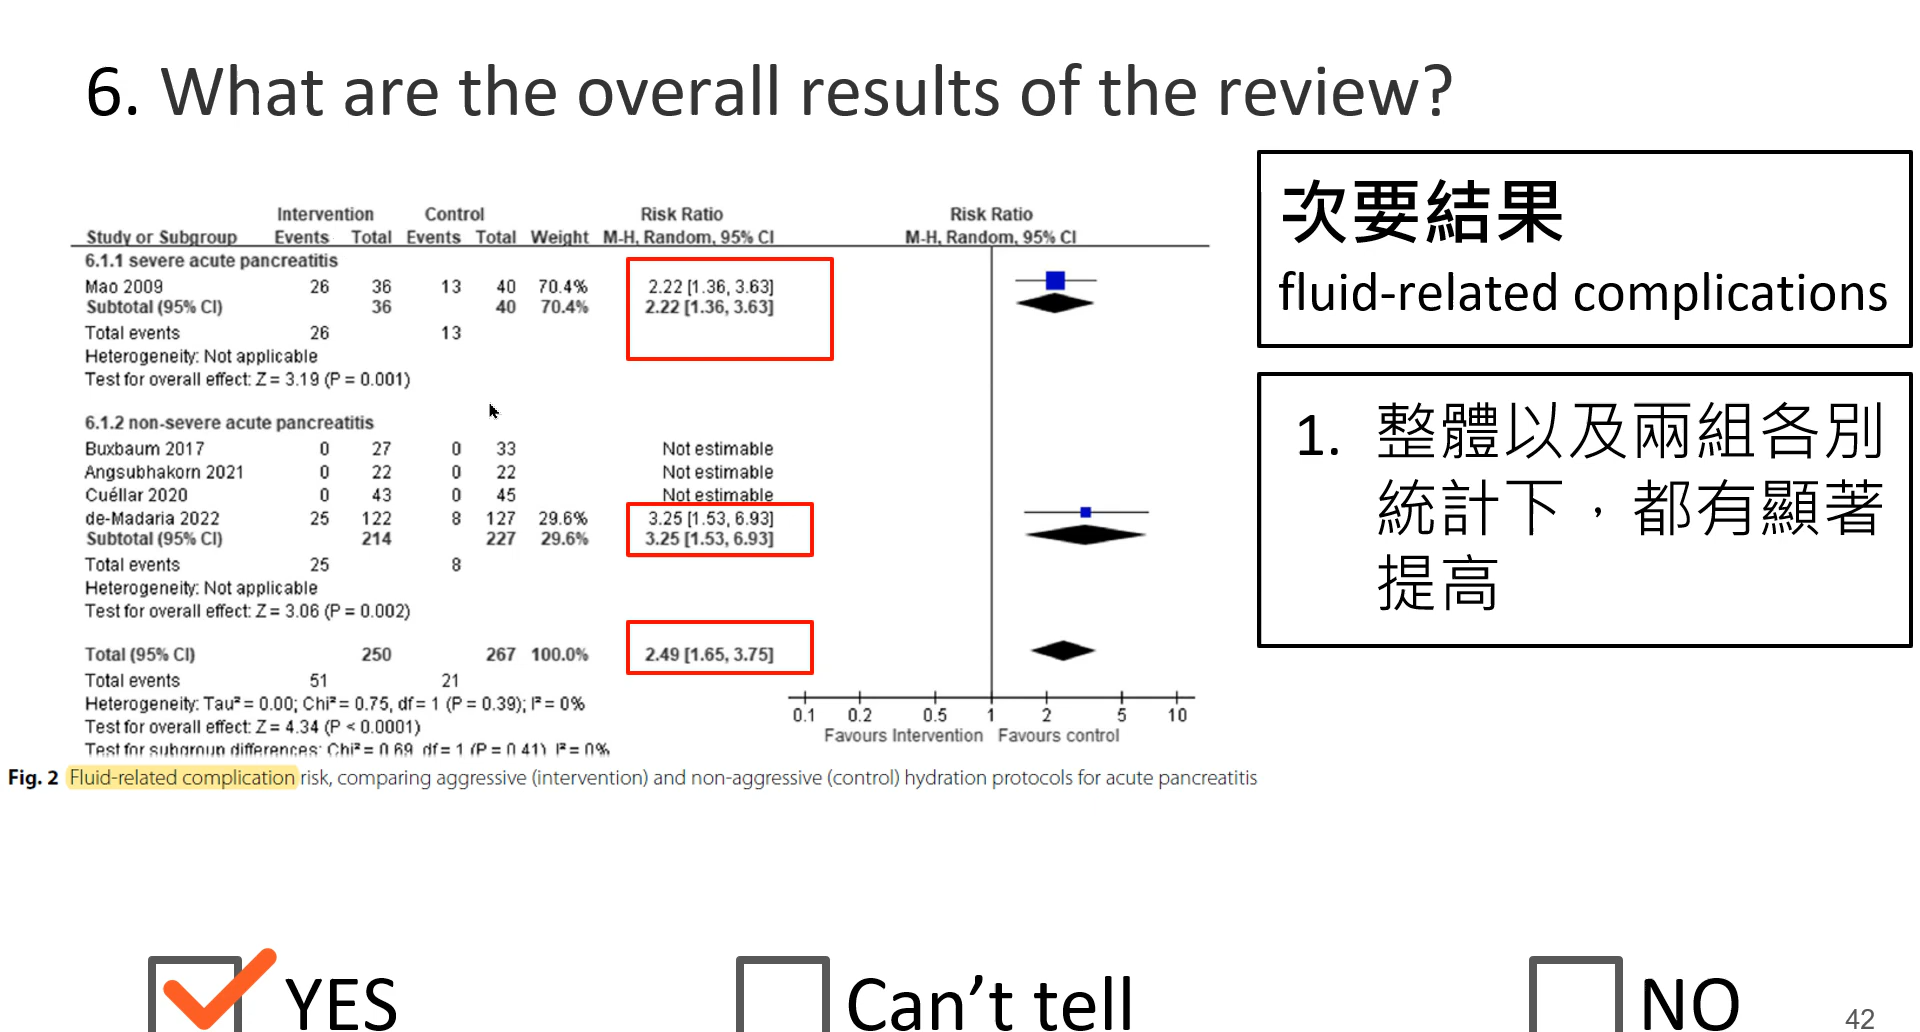 6. What are the overall results of the review?
Intervention Control Risk Ratio Risk Ratio
Study or Subgroup Events Total Events Total Weight M-H, Random, 95% CI M-H, Random, 95% CI
6.1.1 severe acute pancreatitis
Mao 2009 26 36 13 40 70.4% 2.22 [1.36, 3.63]
Subtotal (95% CI) 36 40 70.4% 2.22 [1.36, 3.63]
Total events 26 13
Heterogeneity: Not applicable
Test for overall effect: Z = 3.19 (P = 0.001)
6.1.2 non-severe acute pancreatitis
Buxbaum 2017 0 27 0 33 Not estimable
Angsubhakorn 2021 0 22 0 22 Not estimable
Cuéllar 2020 0 43 0 45 Not estimable
de-Madaria 2022 25 122 8 127 29.6% 3.25 [1.53, 6.93]
Subtotal (95% CI) 214 227 29.6% 3.25 [1.53, 6.93]
Total events 25 8
Heterogeneity: Not applicable
Test for overall effect: Z = 3.06 (P = 0.002)
Total (95% CI) 250 267 100.0% 2.49 [1.65, 3.75]
Total events 51 21
Heterogeneity: Tau² = 0.00; Chi² = 0.75, df = 1 (P = 0.39); I² = 0%
Test for overall effect: Z = 4.34 (P < 0.0001)
Test for subgroup differences: Chi² = 0.69, df = 1 (P = 0.41), I² = 0%
0.1 0.2 0.5 1 2 5 10
Favours Intervention Favours control
Fig. 2 Fluid-related complication risk, comparing aggressive (intervention) and non-aggressive (control) hydration protocols for acute pancreatitis
次要結果
fluid-related complications
1. 整體以及兩組各別
統計下，都有顯著
提高
YES Can’t tell NO
42